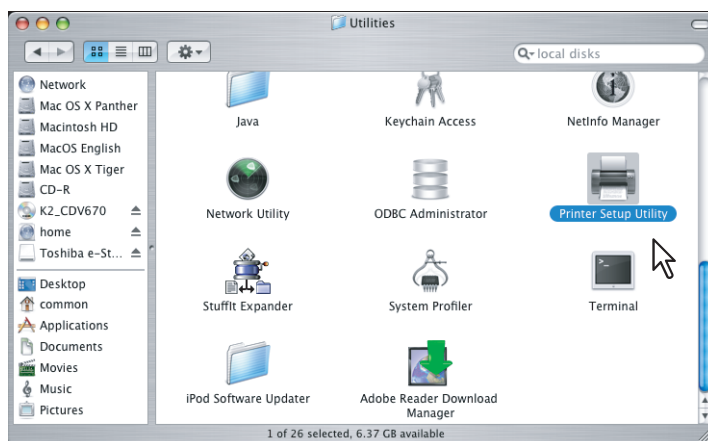 Utilities
local disks
Network
Mac OS X Panther
Macintosh HD
MacOS English
Mac OS X Tiger
CD-R
K2_CDV670
home
Toshiba e-St...
Desktop
common
Applications
Documents
Movies
Music
Pictures
Java
Keychain Access
NetInfo Manager
Network Utility
ODBC Administrator
Printer Setup Utility
StuffIt Expander
System Profiler
Terminal
iPod Software Updater
Adobe Reader Download
Manager
1 of 26 selected, 6.37 GB available